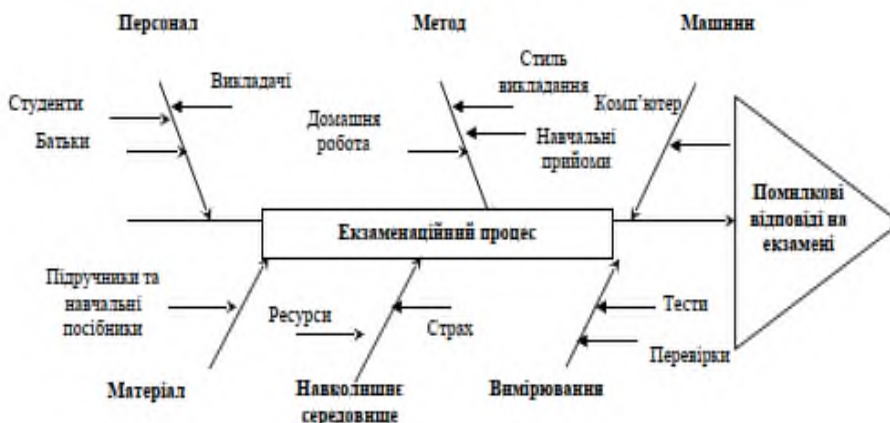 Персонал
Метод
Машини
Студенти
Викладачі
Батьки
Домашня
робота
Стиль
викладання
Навчальні
прийоми
Комп’ютер
Екзаменаційний процес
Помилкові
відповіді на
екзамені
Підручники та
навчальні
посібники
Ресурси
Страх
Тести
Перевірки
Матеріал
Навколишнє
середовище
Вимірювання